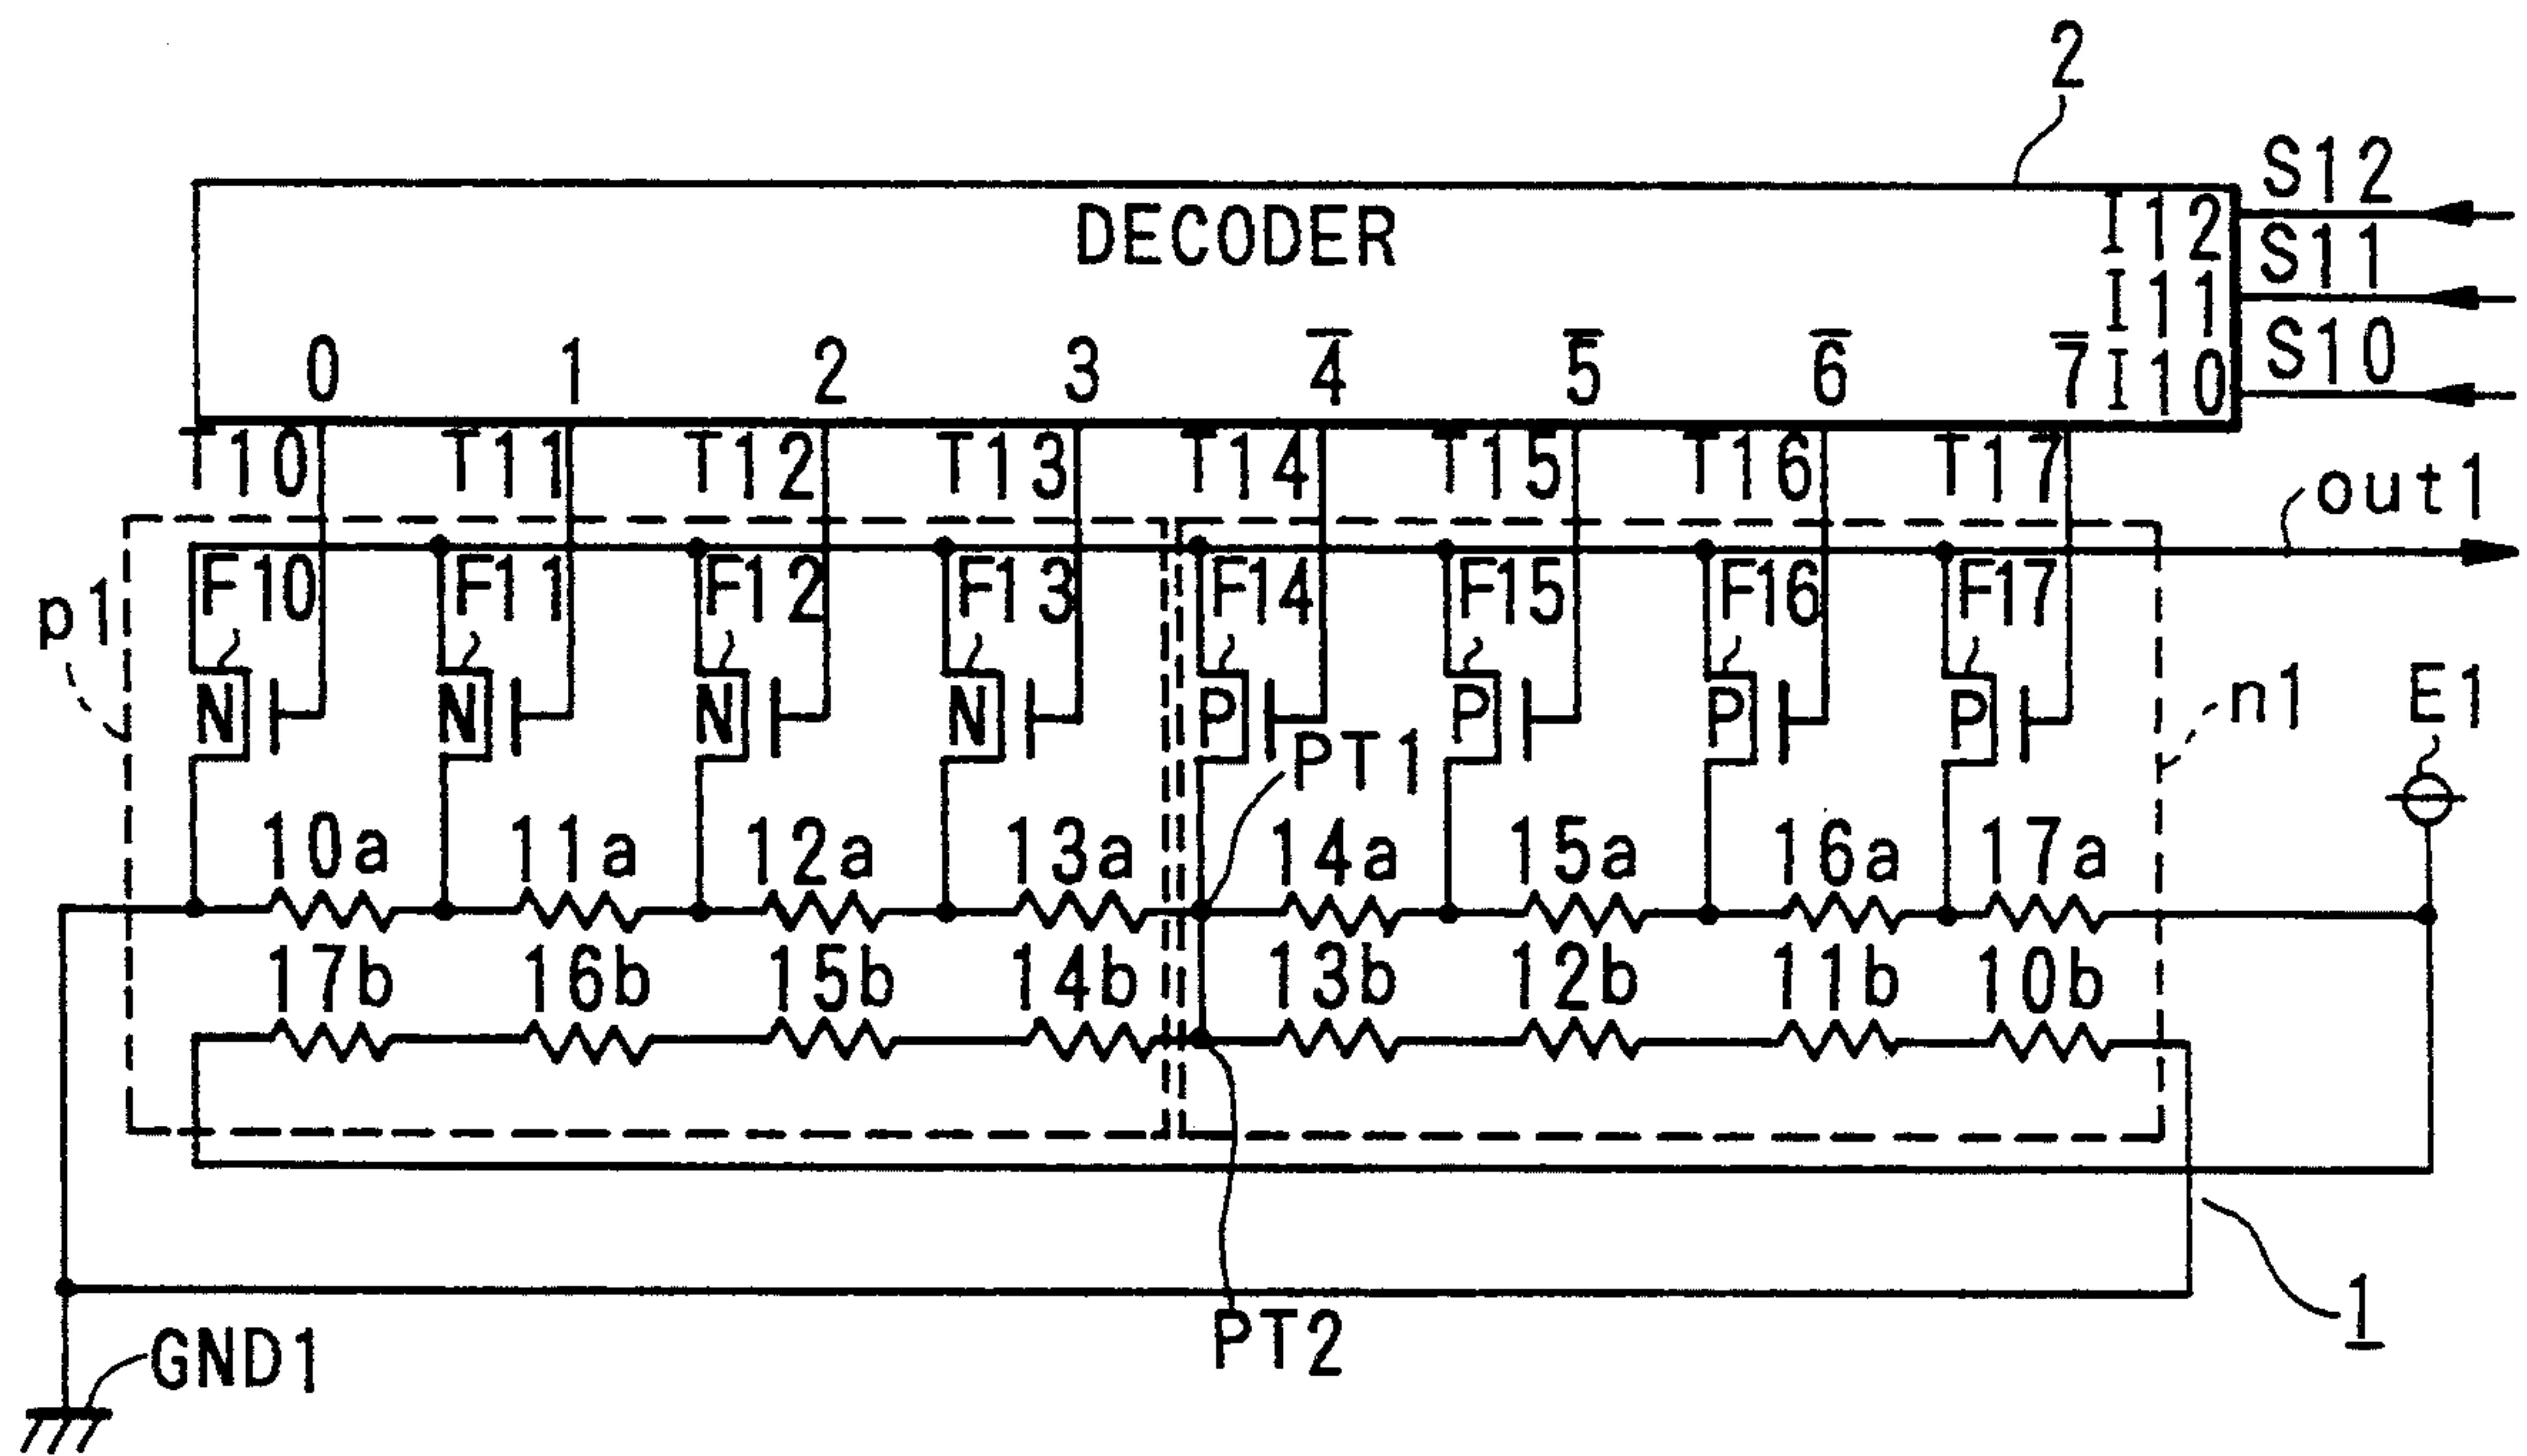 2
S12
DECODER I12
S11
I11
S10
0 1 2 3 4̅ 5̅ 6̅ 7̅ I10
T10 T11 T12 T13 T14 T15 T16 T17
out1
F10 F11 F12 F13 F14 F15 F16 F17
p1
N N N N P P P P
n1 E1
PT1
10a 11a 12a 13a 14a 15a 16a 17a
17b 16b 15b 14b 13b 12b 11b 10b
1
PT2
GND1